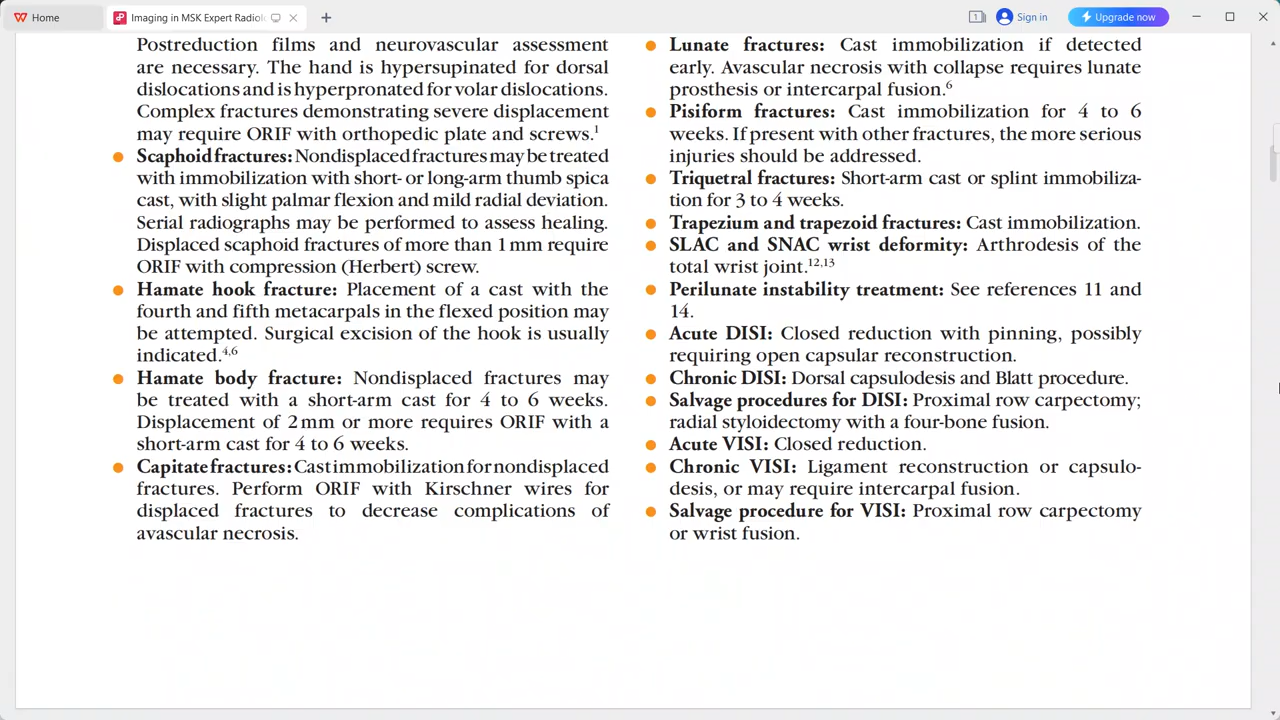 Home
Imaging in MSK Expert Radiol
1
Sign in
Upgrade now
Postreduction films and neurovascular assessment
are necessary. The hand is hypersupinated for dorsal
dislocations and is hyperpronated for volar dislocations.
Complex fractures demonstrating severe displacement
may require ORIF with orthopedic plate and screws.1
Scaphoid fractures: Nondisplaced fractures may be treated
with immobilization with short- or long-arm thumb spica
cast, with slight palmar flexion and mild radial deviation.
Serial radiographs may be performed to assess healing.
Displaced scaphoid fractures of more than 1 mm require
ORIF with compression (Herbert) screw.
Hamate hook fracture: Placement of a cast with the
fourth and fifth metacarpals in the flexed position may
be attempted. Surgical excision of the hook is usually
indicated.4,6
Hamate body fracture: Nondisplaced fractures may
be treated with a short-arm cast for 4 to 6 weeks.
Displacement of 2 mm or more requires ORIF with a
short-arm cast for 4 to 6 weeks.
Capitate fractures: Cast immobilization for nondisplaced
fractures. Perform ORIF with Kirschner wires for
displaced fractures to decrease complications of
avascular necrosis.
Lunate fractures: Cast immobilization if detected
early. Avascular necrosis with collapse requires lunate
prosthesis or intercarpal fusion.6
Pisiform fractures: Cast immobilization for 4 to 6
weeks. If present with other fractures, the more serious
injuries should be addressed.
Triquetral fractures: Short-arm cast or splint immobiliza-
tion for 3 to 4 weeks.
Trapezium and trapezoid fractures: Cast immobilization.
SLAC and SNAC wrist deformity: Arthrodesis of the
total wrist joint.12,13
Perilunate instability treatment: See references 11 and
14.
Acute DISI: Closed reduction with pinning, possibly
requiring open capsular reconstruction.
Chronic DISI: Dorsal capsulodesis and Blatt procedure.
Salvage procedures for DISI: Proximal row carpectomy;
radial styloidectomy with a four-bone fusion.
Acute VISI: Closed reduction.
Chronic VISI: Ligament reconstruction or capsulo-
desis, or may require intercarpal fusion.
Salvage procedure for VISI: Proximal row carpectomy
or wrist fusion.